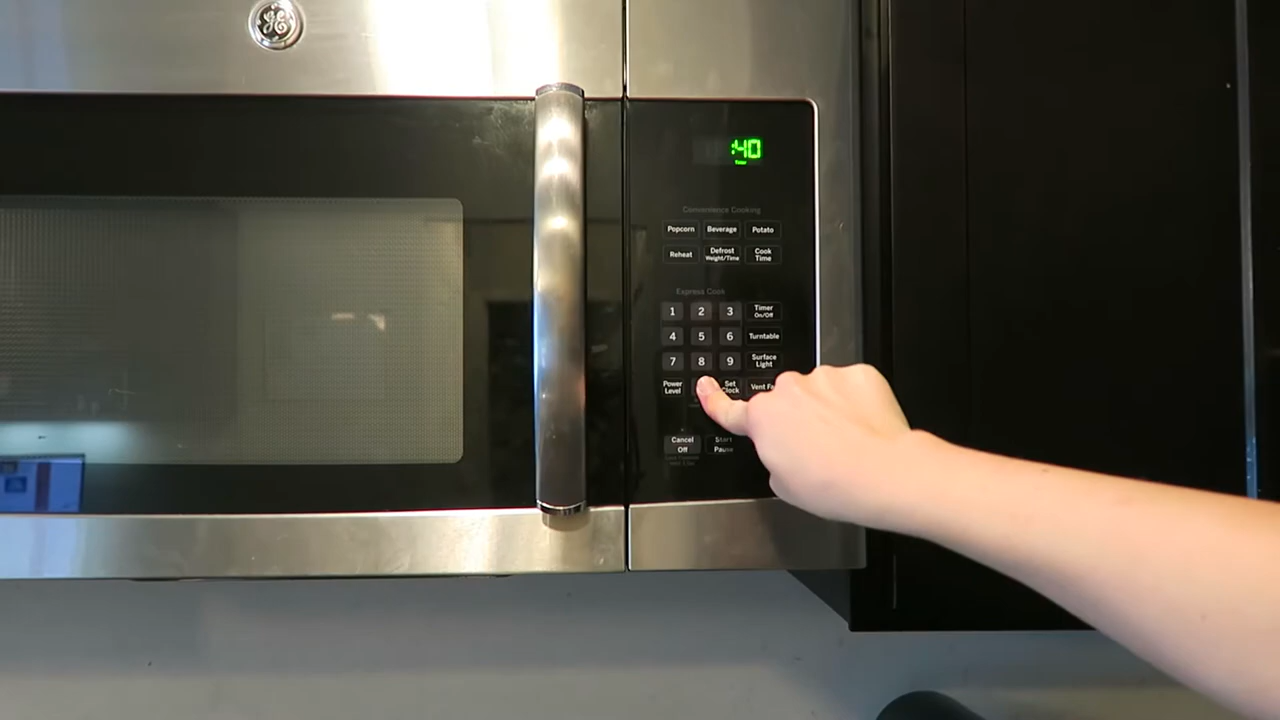 GE
:40
Timer
Convenience Cooking
Popcorn Beverage Potato
Reheat Defrost Weight/Time Cook Time
Express Cook
1 2 3 Timer On/Off
4 5 6 Turntable
7 8 9 Surface Light
Power Level Set Clock Vent
Cancel Off Start Pause